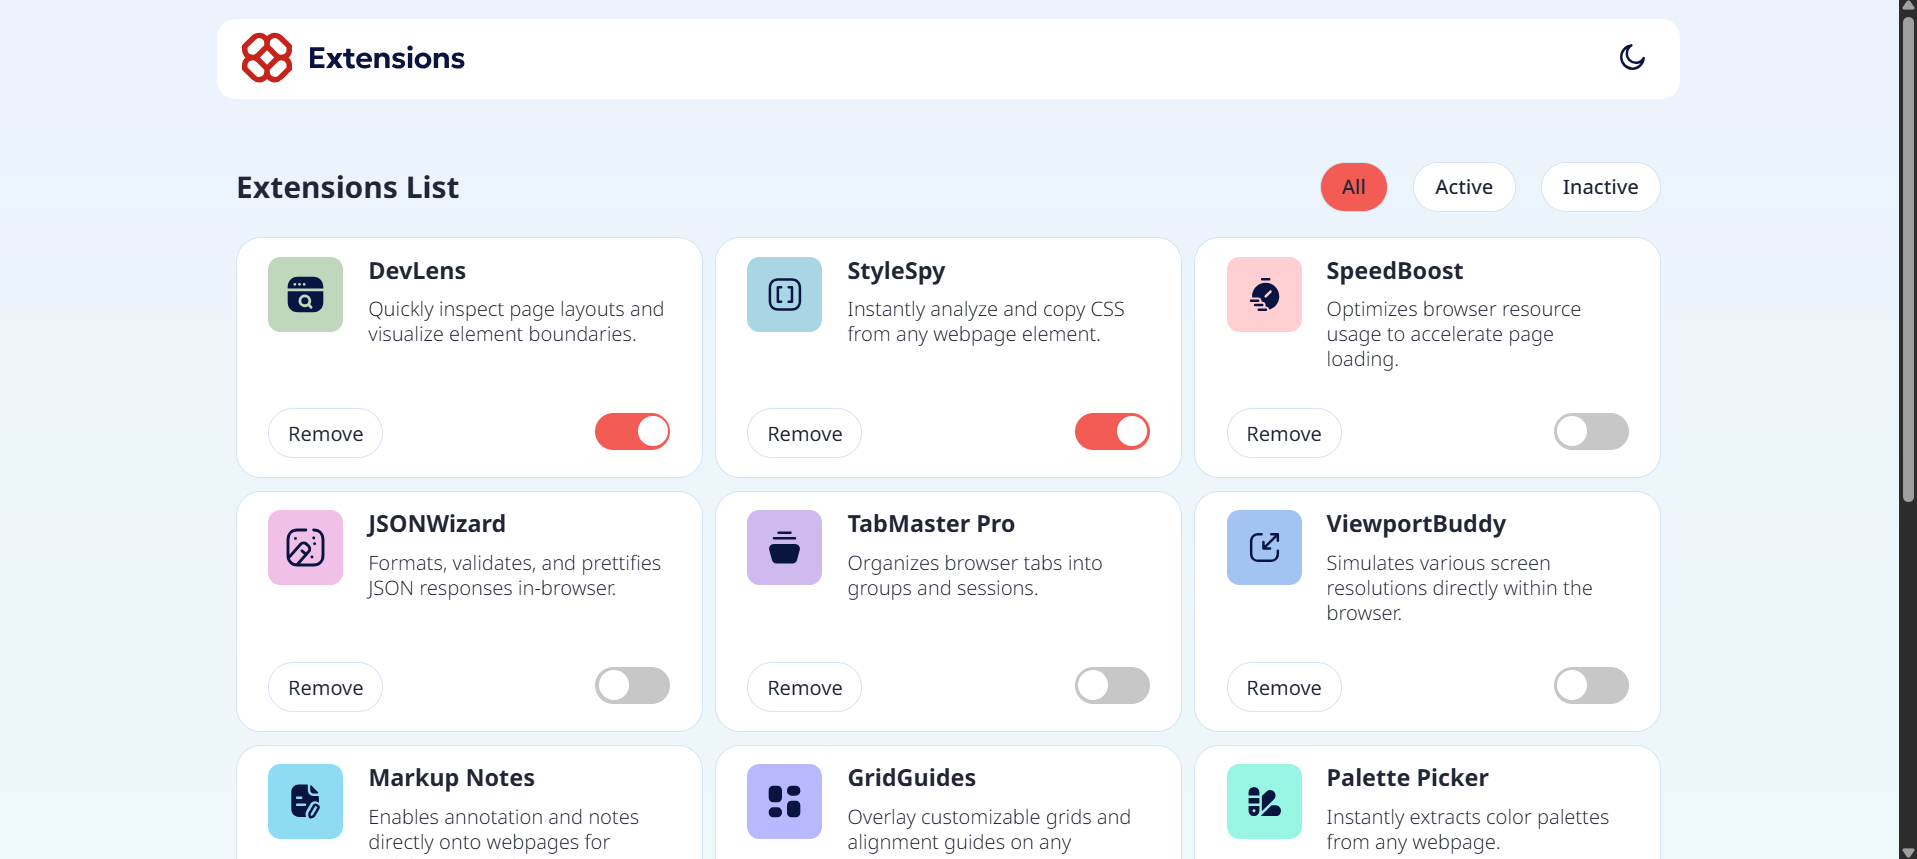 Extensions
Extensions List
All
Active
Inactive
DevLens
Quickly inspect page layouts and
visualize element boundaries.
Remove
StyleSpy
Instantly analyze and copy CSS
from any webpage element.
Remove
SpeedBoost
Optimizes browser resource
usage to accelerate page
loading.
Remove
JSONWizard
Formats, validates, and prettifies
JSON responses in-browser.
Remove
TabMaster Pro
Organizes browser tabs into
groups and sessions.
Remove
ViewportBuddy
Simulates various screen
resolutions directly within the
browser.
Remove
Markup Notes
Enables annotation and notes
directly onto webpages for
GridGuides
Overlay customizable grids and
alignment guides on any
Palette Picker
Instantly extracts color palettes
from any webpage.